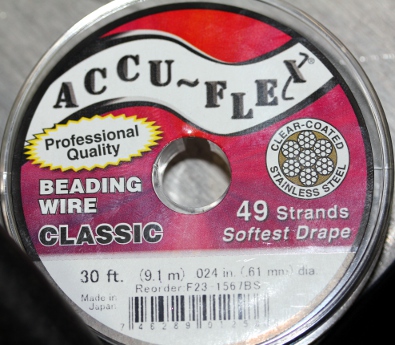 ACCU~FLEX®
Professional
Quality
CLEAR-COATED
STAINLESS STEEL
BEADING
WIRE
CLASSIC
49 Strands
Softest Drape
30 ft. (9.1 m) .024 in. (.61 mm) dia.
Reorder F23-1567BS
Made in
Japan